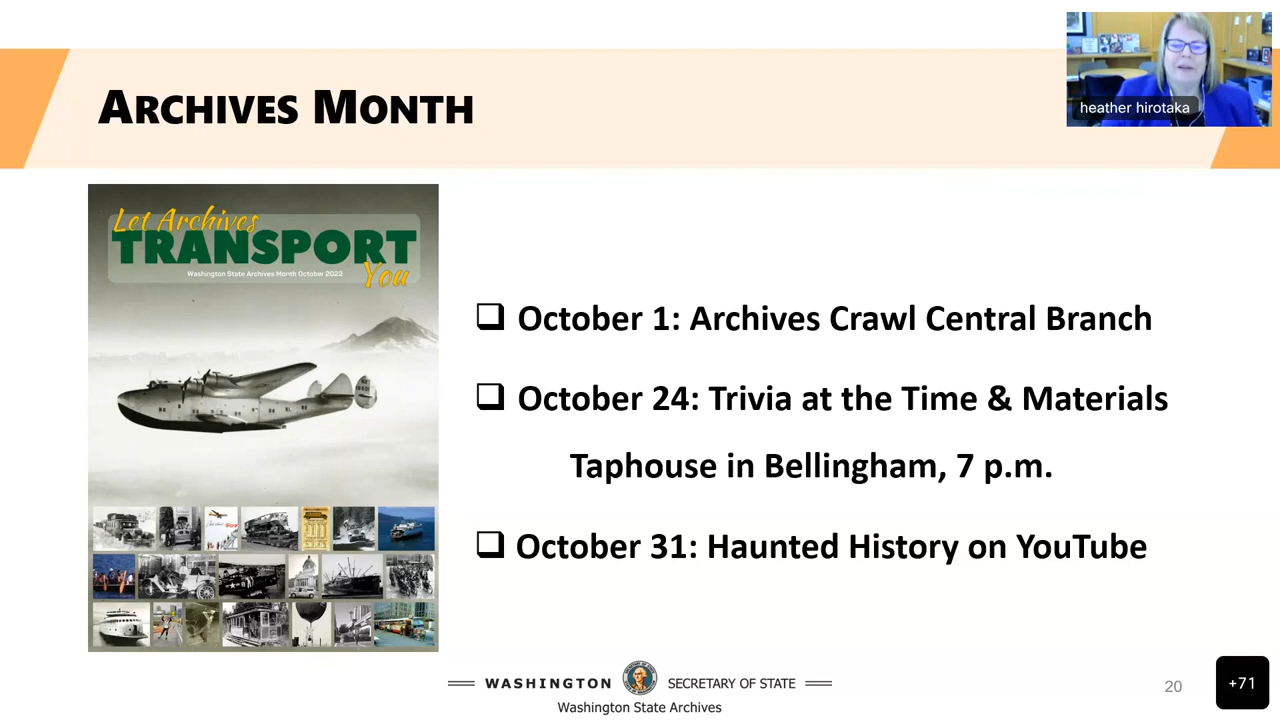 ARCHIVES MONTH
heather hirotaka
Let Archives
TRANSPORT
Washington State Archives Month October 2022
You
October 1: Archives Crawl Central Branch
October 24: Trivia at the Time & Materials
Taphouse in Bellingham, 7 p.m.
October 31: Haunted History on YouTube
WASHINGTON SECRETARY OF STATE
Washington State Archives
20
+71